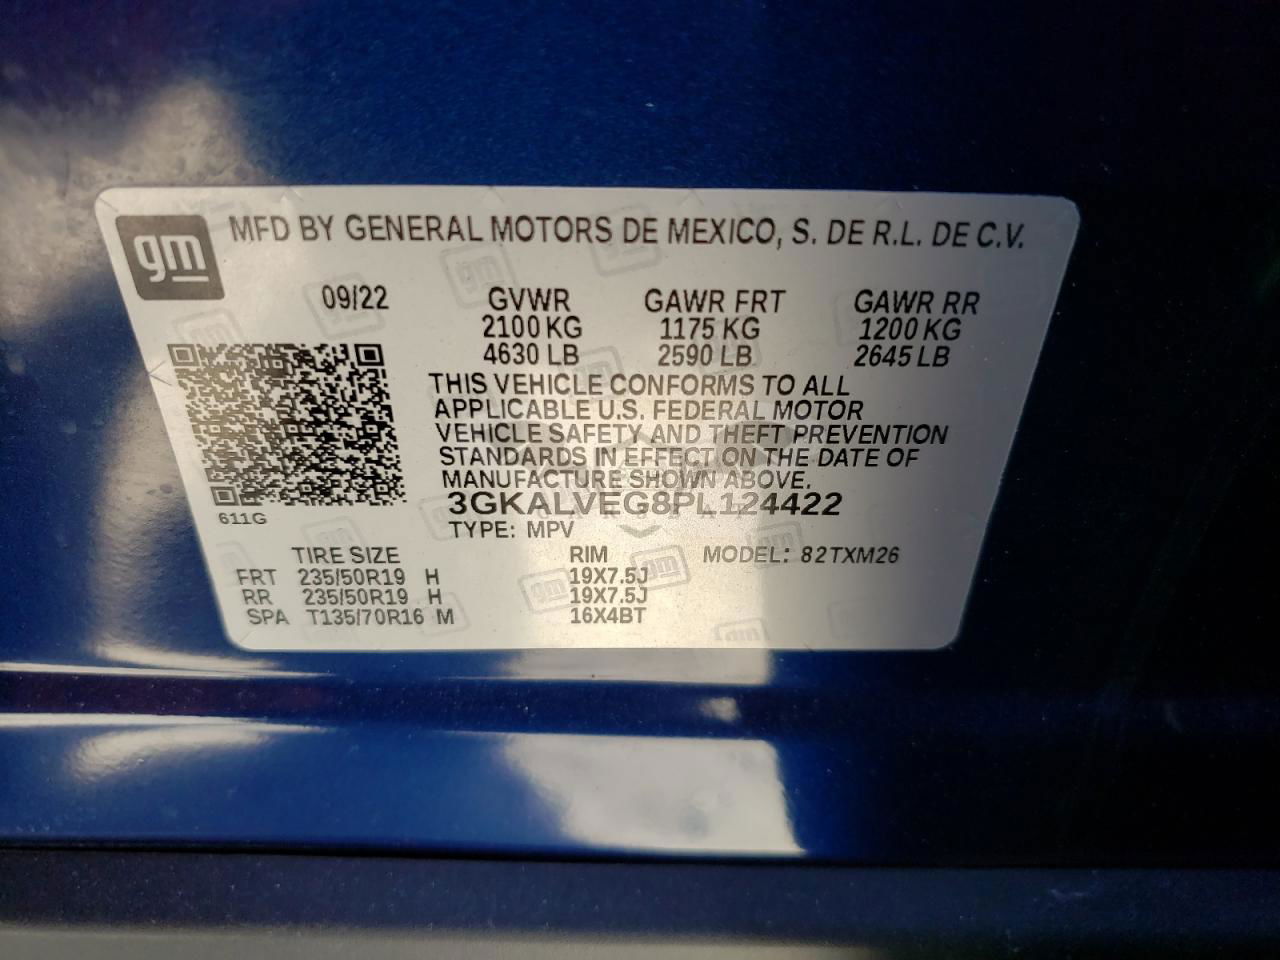 gm
MFD BY GENERAL MOTORS DE MEXICO, S. DE R.L. DE C.V.
09/22 GVWR GAWR FRT GAWR RR
2100 KG 1175 KG 1200 KG
4630 LB 2590 LB 2645 LB
THIS VEHICLE CONFORMS TO ALL
APPLICABLE U.S. FEDERAL MOTOR
VEHICLE SAFETY AND THEFT PREVENTION
STANDARDS IN EFFECT ON THE DATE OF
MANUFACTURE SHOWN ABOVE.
3GKALVEG8PL124422
611G
TYPE: MPV
TIRE SIZE RIM MODEL: 82TXM26
FRT 235/50R19 H 19X7.5J
RR 235/50R19 H 19X7.5J
SPA T135/70R16 M 16X4BT